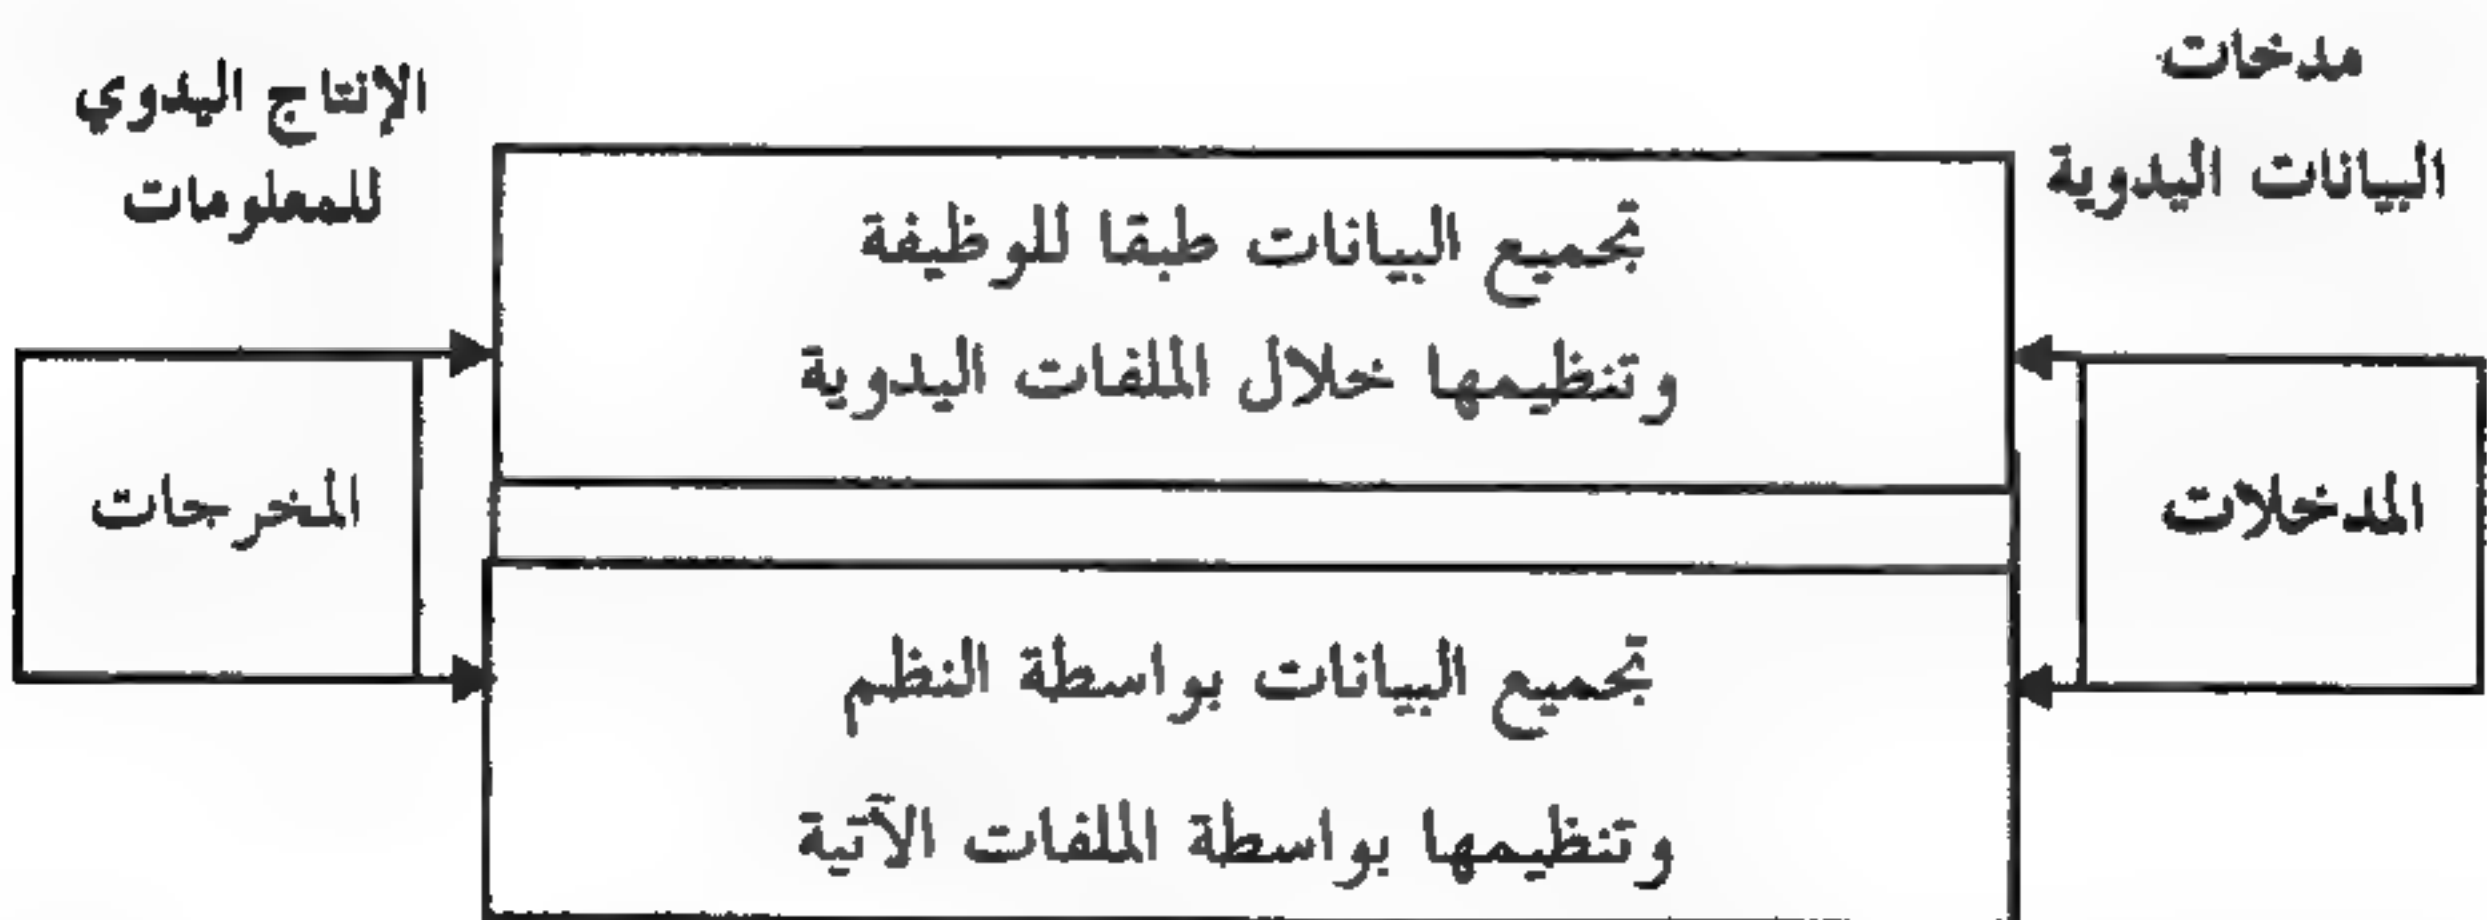 مدخات
البيانات اليدوية
الإنتاج اليدوي
للمعلومات
تجميع البيانات طبقا للوظيفة
وتنظيمها خلال الملفات اليدوية
المدخلات
المخرجات
تجميع البيانات بواسطة النظم
وتنظيمها بواسطة الملفات الآتية